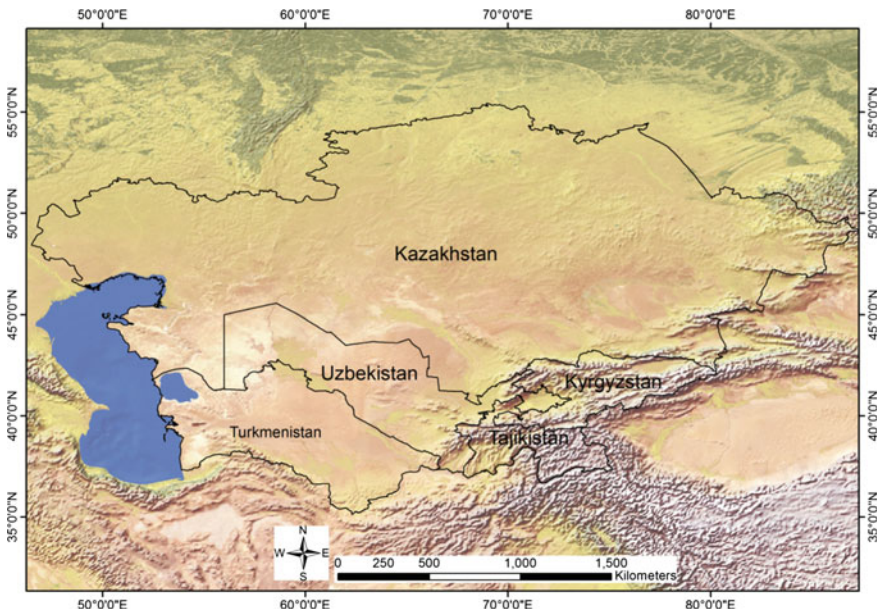 50°0'0"E 60°0'0"E 70°0'0"E 80°0'0"E
55°0'0"N 55°0'0"N
50°0'0"N 50°0'0"N
Kazakhstan
45°0'0"N 45°0'0"N
Uzbekistan
Kyrgyzstan
40°0'0"N 40°0'0"N
Turkmenistan
Tajikistan
35°0'0"N 35°0'0"N
N
W E
S
0 250 500 1,000 1,500
Kilometers
50°0'0"E 60°0'0"E 70°0'0"E 80°0'0"E